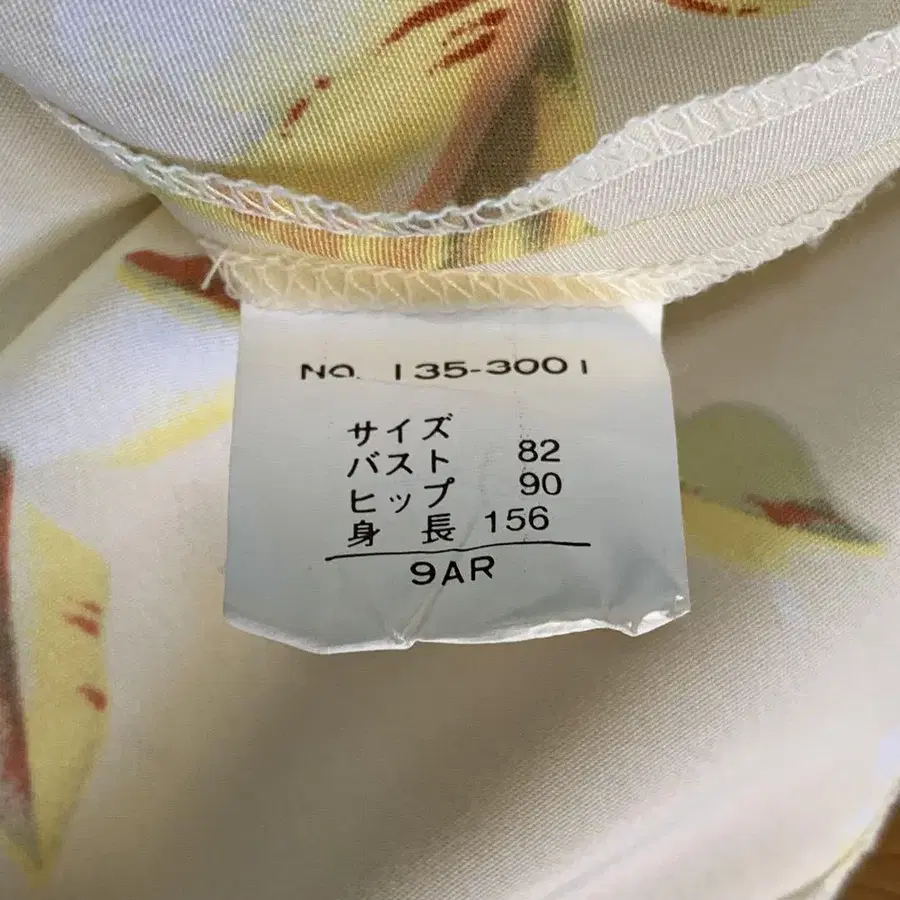 No. 135-3001
サイズ
バスト 82
ヒップ 90
身長 156
9AR